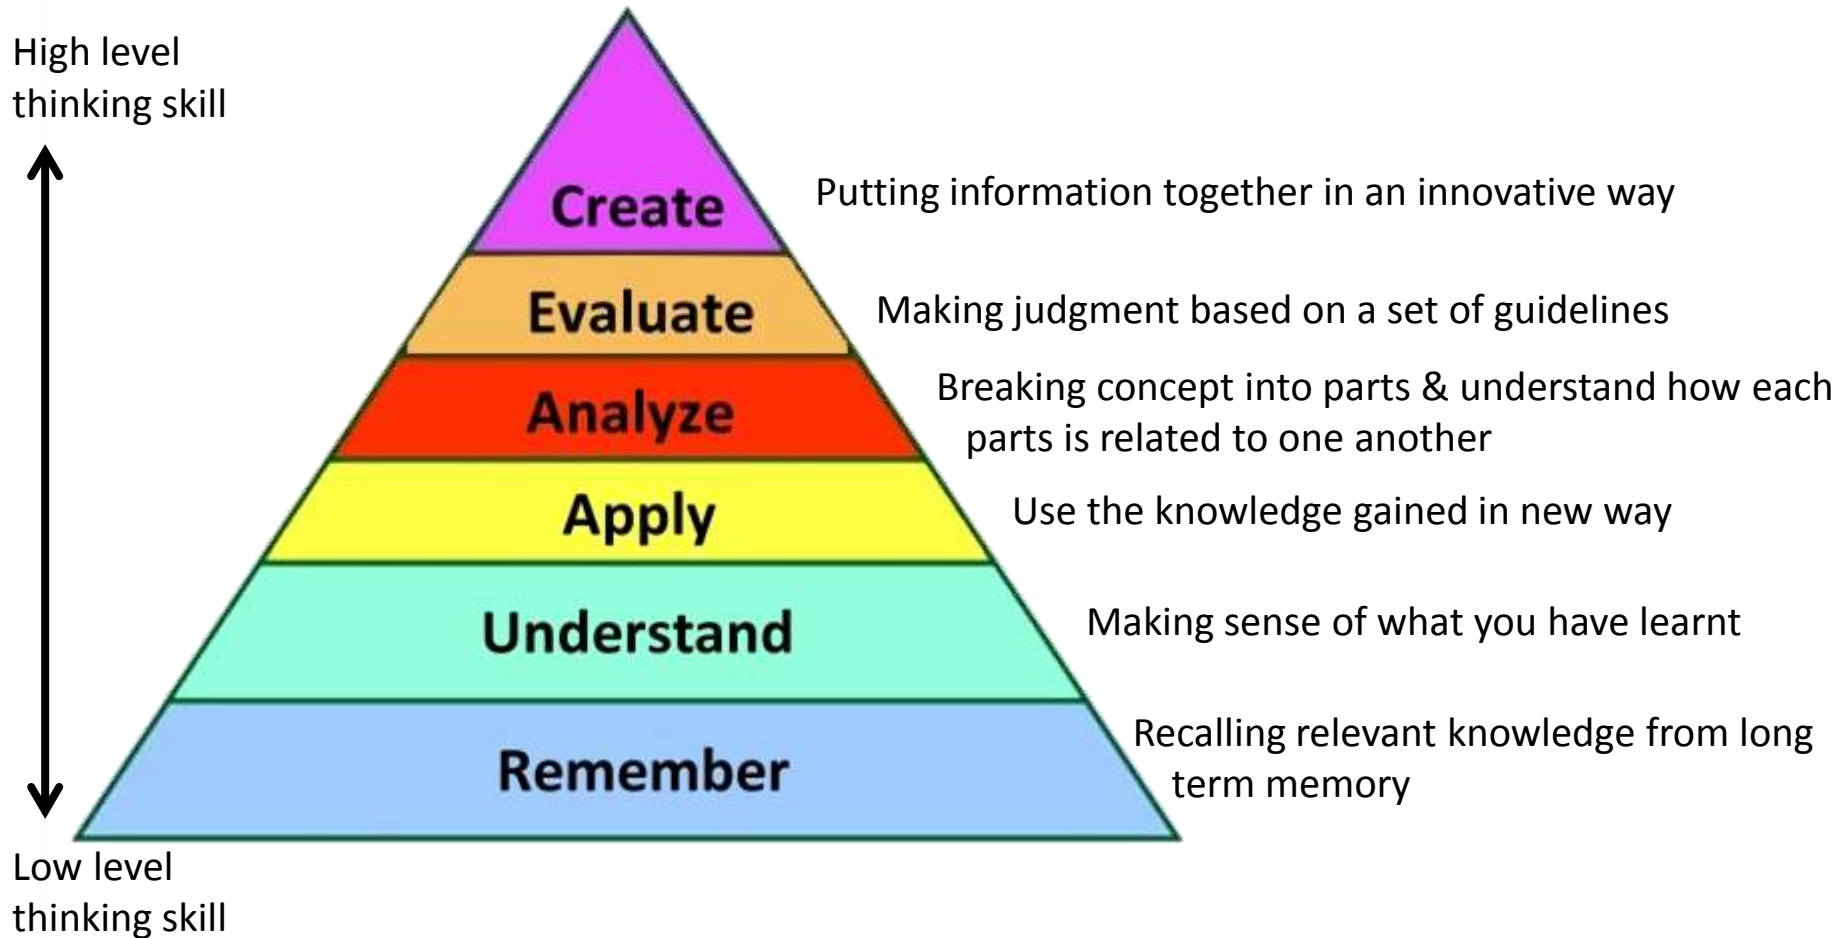 High level
thinking skill
Create
Putting information together in an innovative way
Evaluate
Making judgment based on a set of guidelines
Analyze
Breaking concept into parts & understand how each
parts is related to one another
Apply
Use the knowledge gained in new way
Understand
Making sense of what you have learnt
Remember
Recalling relevant knowledge from long
term memory
Low level
thinking skill